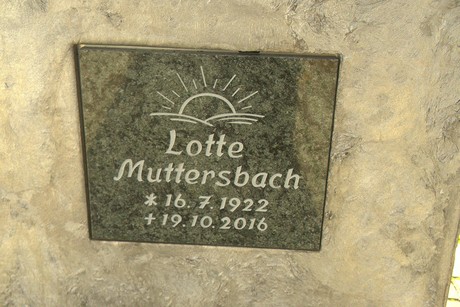 Lotte
Muttersbach
* 16.7.1922
✝ 19.10.2016